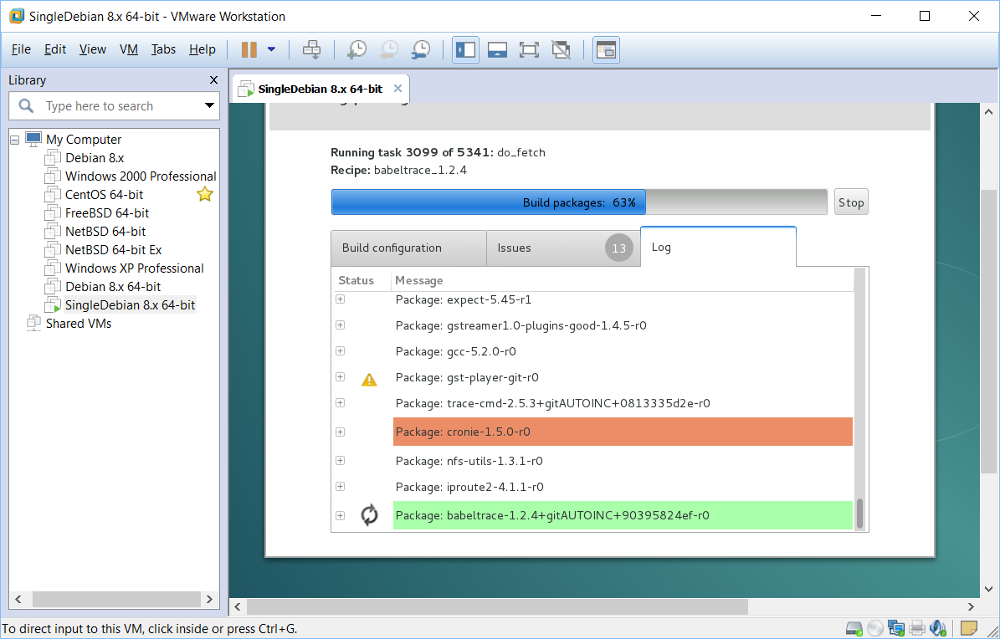 SingleDebian 8.x 64-bit - VMware Workstation
File Edit View VM Tabs Help
Library
Type here to search
My Computer
Debian 8.x
Windows 2000 Professional
CentOS 64-bit
FreeBSD 64-bit
NetBSD 64-bit
NetBSD 64-bit Ex
Windows XP Professional
Debian 8.x 64-bit
SingleDebian 8.x 64-bit
Shared VMs
SingleDebian 8.x 64-bit
Running task 3099 of 5341: do_fetch
Recipe: babeltrace_1.2.4
Build packages: 63%
Stop
Build configuration Issues 13 Log
Status Message
Package: expect-5.45-r1
Package: gstreamer1.0-plugins-good-1.4.5-r0
Package: gcc-5.2.0-r0
Package: gst-player-git-r0
Package: trace-cmd-2.5.3+gitAUTOINC+0813335d2e-r0
Package: cronie-1.5.0-r0
Package: nfs-utils-1.3.1-r0
Package: iproute2-4.1.1-r0
Package: babeltrace-1.2.4+gitAUTOINC+90395824ef-r0
To direct input to this VM, click inside or press Ctrl+G.